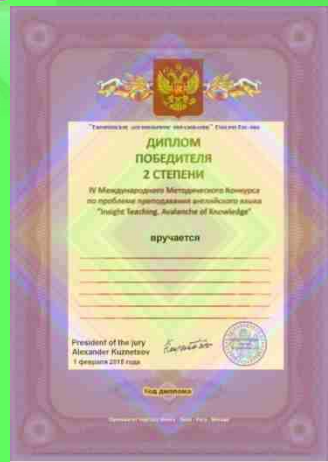 ДИПЛОМ
ПОБЕДИТЕЛЯ
2 СТЕПЕНИ
IV Международного Методического Конкурса
по проблеме преподавания английского языка
"Insight Teaching. Avalanche of Knowledge"
вручается
President of the jury
Alexander Kuznetsov
1 февраля 2018 года
Код диплома